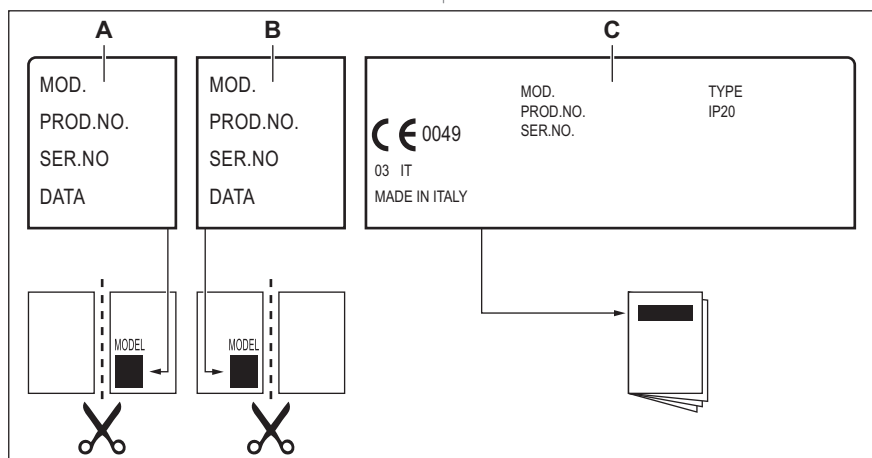 A
B
C
MOD.
PROD.NO.
SER.NO
DATA
MOD.
PROD.NO.
SER.NO
DATA
MOD.
PROD.NO.
SER.NO.
TYPE
IP20
CE 0049
03 IT
MADE IN ITALY
MODEL
MODEL